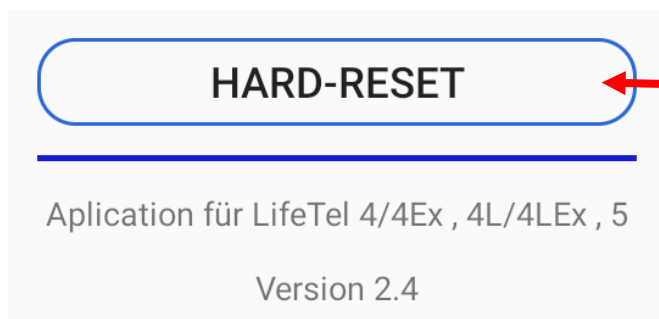 HARD-RESET
Aplication für LifeTel 4/4Ex , 4L/4LEx , 5
Version 2.4